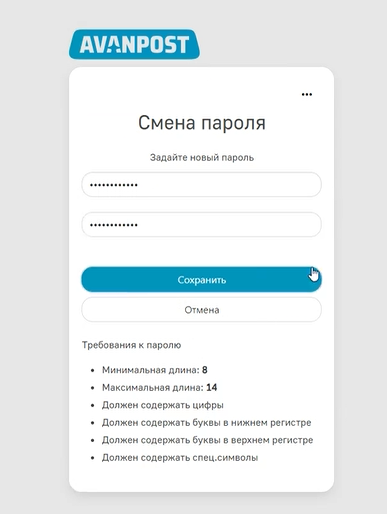 AVANPOST
...
Смена пароля
Задайте новый пароль
••••••••••••
••••••••••••
Сохранить
Отмена
Требования к паролю
• Минимальная длина: 8
• Максимальная длина: 14
• Должен содержать цифры
• Должен содержать буквы в нижнем регистре
• Должен содержать буквы в верхнем регистре
• Должен содержать спец.символы